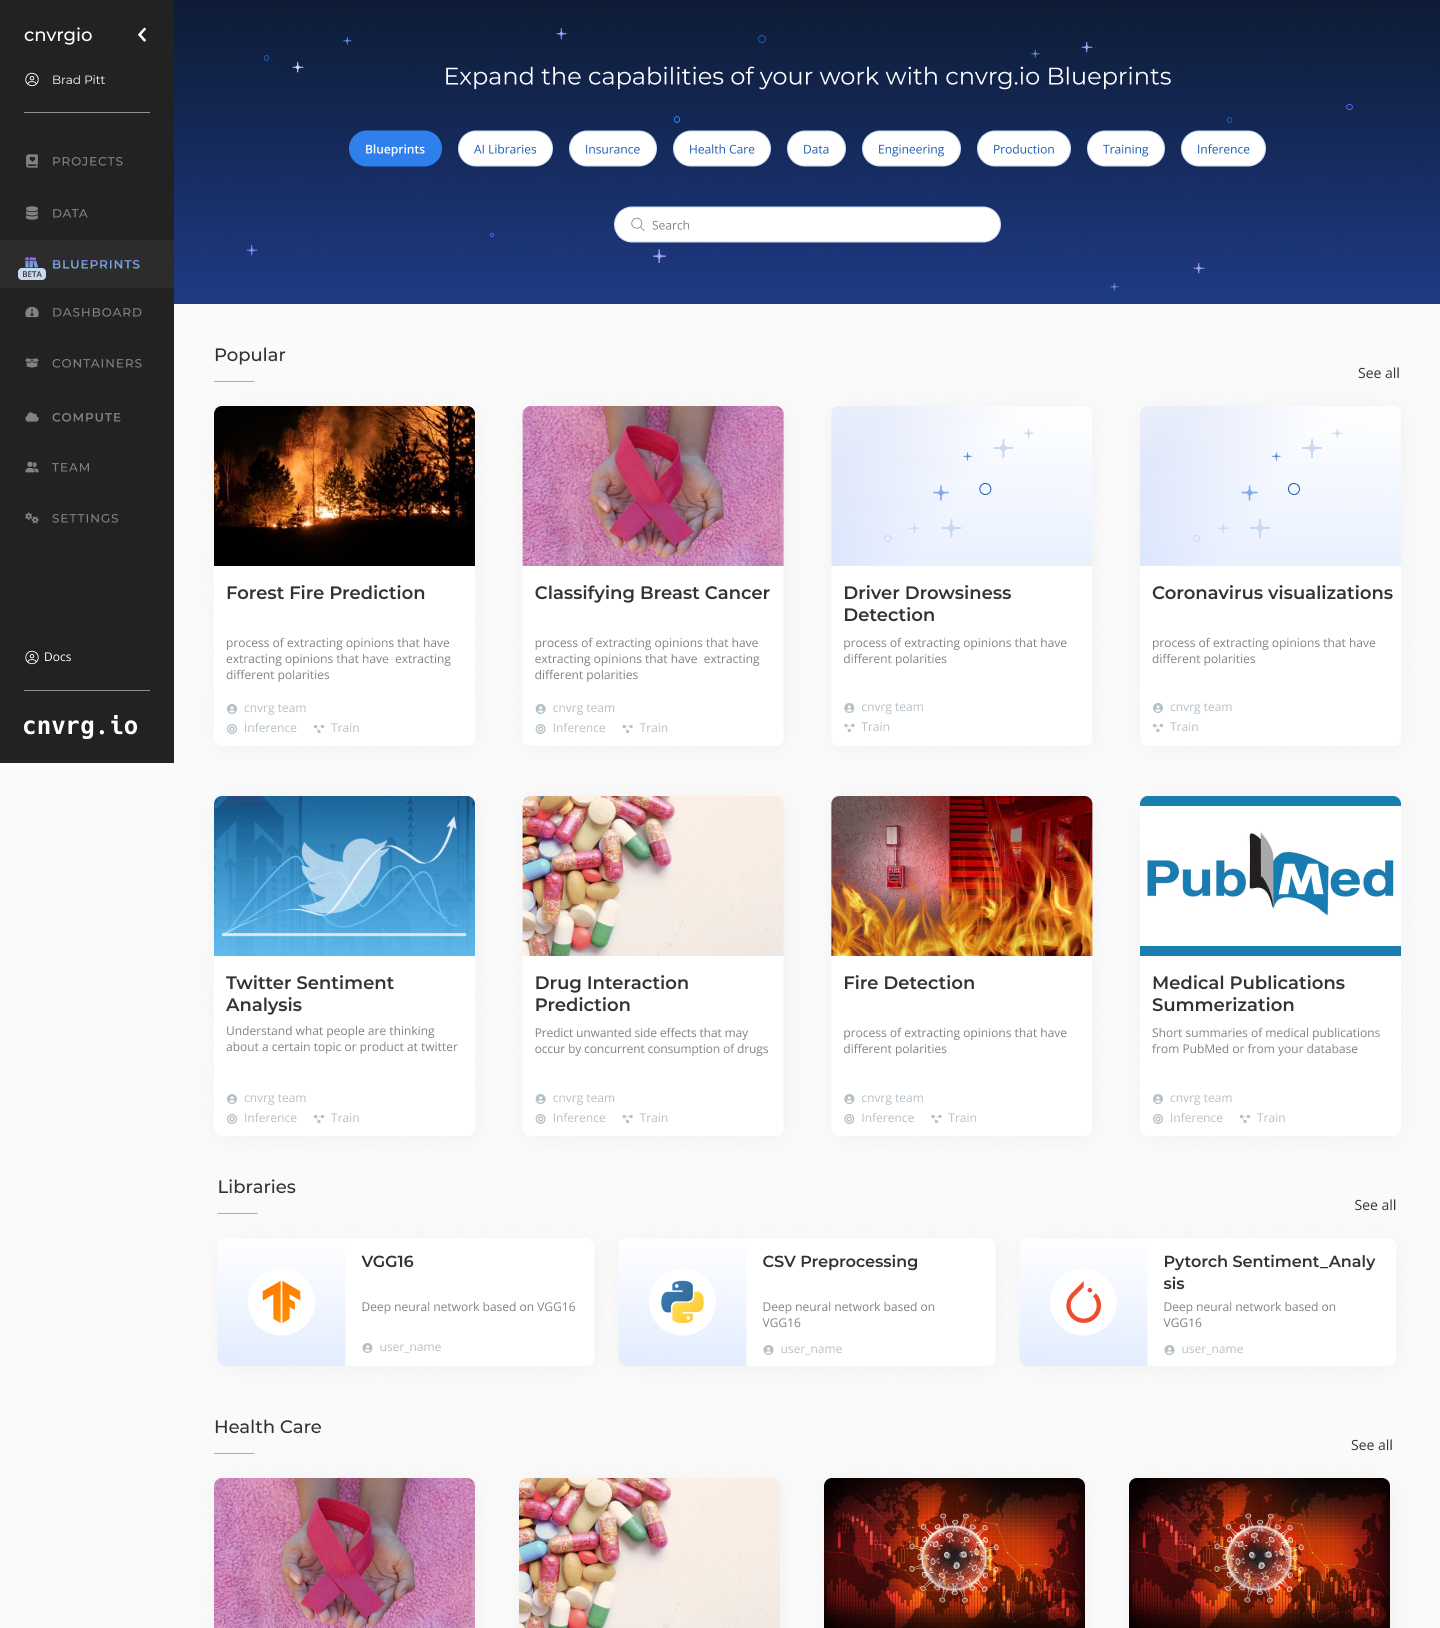 cnvrgio
Brad Pitt
PROJECTS
DATA
BLUEPRINTS
BETA
DASHBOARD
CONTAINERS
COMPUTE
TEAM
SETTINGS
Docs
cnvrg.io
Expand the capabilities of your work with cnvrg.io Blueprints
Blueprints
AI Libraries
Insurance
Health Care
Data
Engineering
Production
Training
Inference
Search
Popular
See all
Forest Fire Prediction
process of extracting opinions that have
extracting opinions that have extracting
different polarities
cnvrg team
Inference Train
Classifying Breast Cancer
process of extracting opinions that have
extracting opinions that have extracting
different polarities
cnvrg team
Inference Train
Driver Drowsiness
Detection
process of extracting opinions that have
different polarities
cnvrg team
Train
Coronavirus visualizations
process of extracting opinions that have
different polarities
cnvrg team
Train
Twitter Sentiment
Analysis
Understand what people are thinking
about a certain topic or product at twitter
cnvrg team
Inference Train
Drug Interaction
Prediction
Predict unwanted side effects that may
occur by concurrent consumption of drugs
cnvrg team
Inference Train
Fire Detection
process of extracting opinions that have
different polarities
cnvrg team
Inference Train
PubMed
Medical Publications
Summerization
Short summaries of medical publications
from PubMed or from your database
cnvrg team
Inference Train
Libraries
See all
VGG16
Deep neural network based on VGG16
user_name
CSV Preprocessing
Deep neural network based on
VGG16
user_name
Pytorch Sentiment_Analy
sis
Deep neural network based on
VGG16
user_name
Health Care
See all